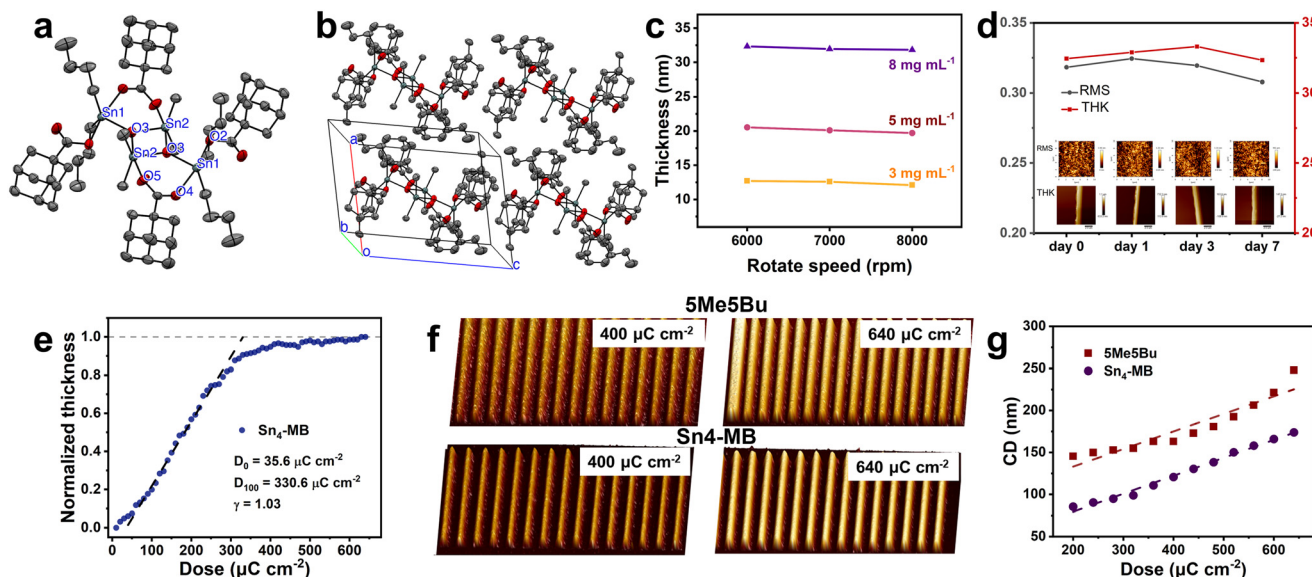 a
Sn1
O3
Sn2
Sn2
O3
O2
Sn1
O5
O4
b
a
b
o
c
c
Thickness (nm)
35
30
25
20
15
10
8 mg mL⁻¹
5 mg mL⁻¹
3 mg mL⁻¹
6000 7000 8000
Rotate speed (rpm)
d
0.35
0.30
0.25
0.20
RMS
THK
RMS
THK
day 0 day 1 day 3 day 7
e
Normalized thickness
1.0
0.8
0.6
0.4
0.2
0.0
Sn₄-MB
D₀ = 35.6 μC cm⁻²
D₁₀₀ = 330.6 μC cm⁻²
γ = 1.03
0 100 200 300 400 500 600
Dose (μC cm⁻²)
f
5Me5Bu
400 μC cm⁻²
640 μC cm⁻²
Sn4-MB
400 μC cm⁻²
640 μC cm⁻²
g
CD (nm)
300
250
200
150
100
50
5Me5Bu
Sn₄-MB
200 300 400 500 600
Dose (μC cm⁻²)